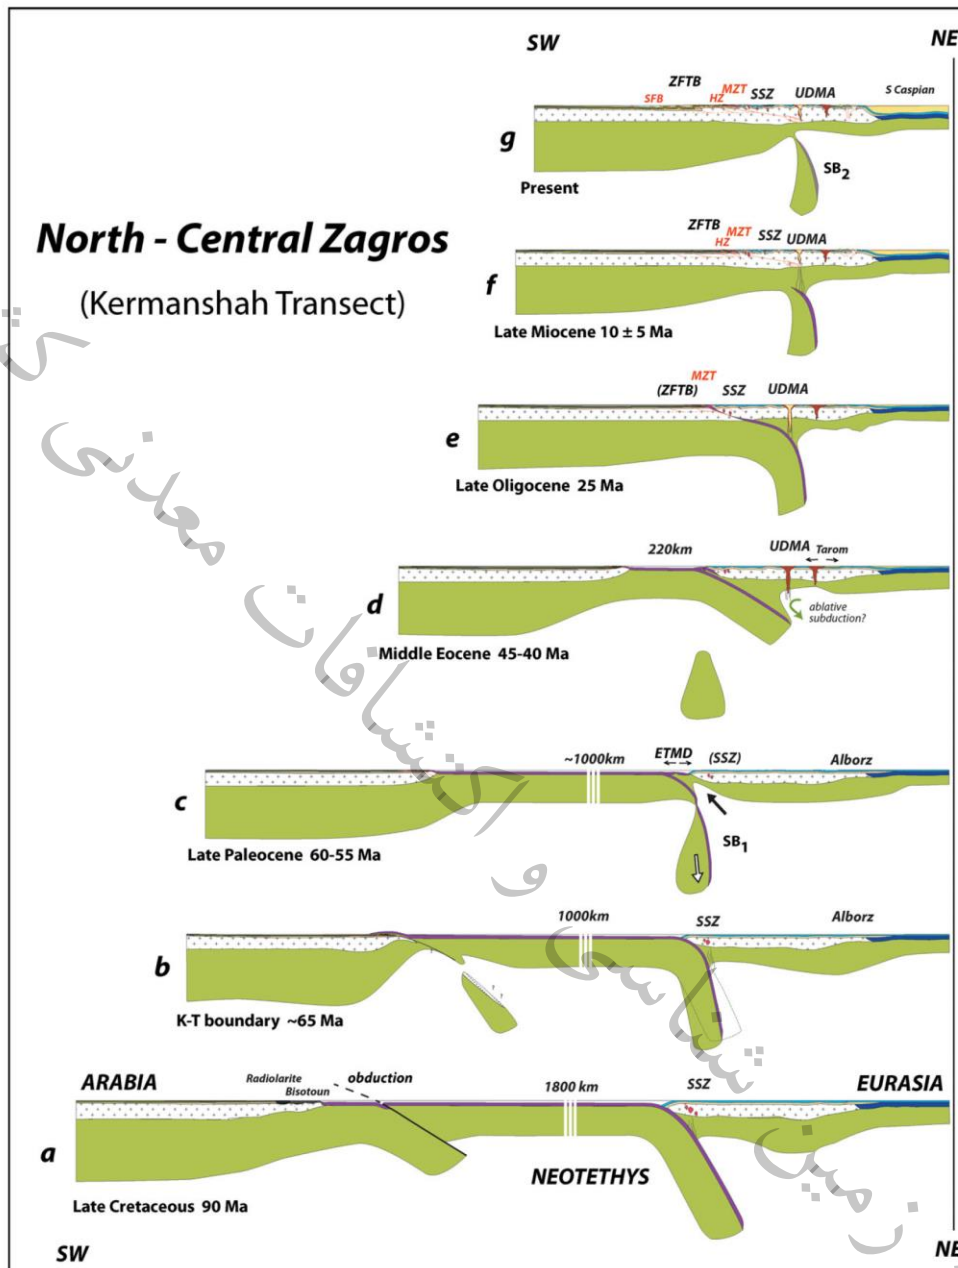 SW
NE
ZFTB
MZT
SFB
HZ
SSZ
UDMA
S Caspian
g
SB2
Present
North - Central Zagros
(Kermanshah Transect)
ZFTB
MZT
HZ
SSZ
UDMA
f
Late Miocene 10 ± 5 Ma
MZT
(ZFTB)
SSZ
UDMA
e
Late Oligocene 25 Ma
220km
UDMA
Tarom
d
ablative
subduction?
Middle Eocene 45-40 Ma
~1000km
ETMD
(SSZ)
Alborz
c
SB1
Late Paleocene 60-55 Ma
1000km
SSZ
Alborz
b
K-T boundary ~65 Ma
ARABIA
Radiolarite
Bisotoun
obduction
1800 km
SSZ
EURASIA
a
NEOTETHYS
Late Cretaceous 90 Ma
SW
NE
زمین شناسی و اکتشافات معدنی